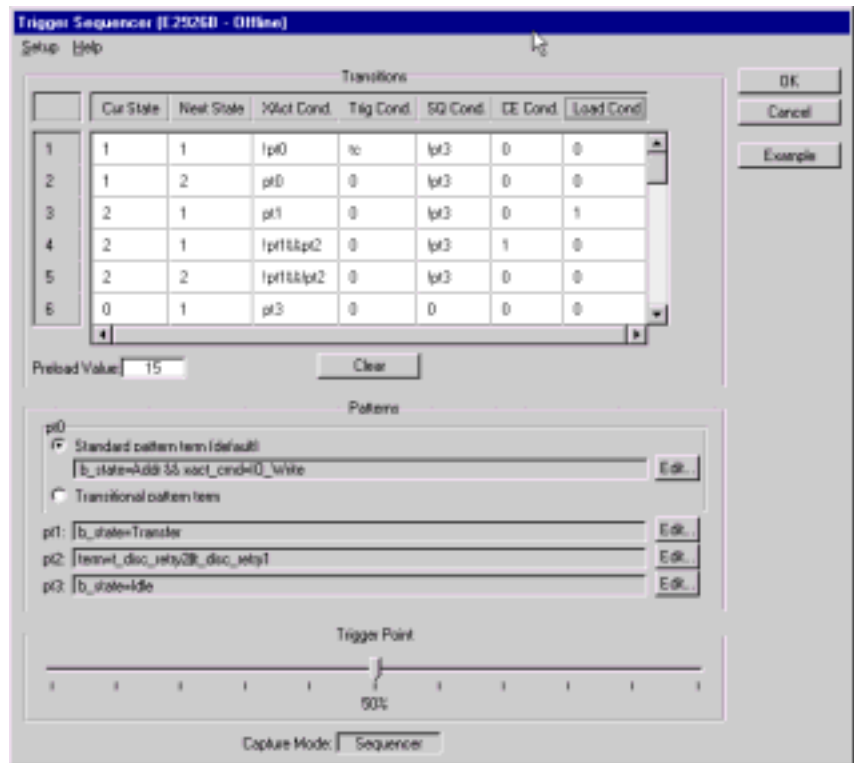 Trigger Sequencer (E2926B - Offline)
Setup Help
Transitions
OK
Cur State Next State XAct Cond. Trig Cond. SQ Cond. CE Cond. Load Cond
Cancel
1 1 1 !pt0 tc !pt3 0 0
Example
2 1 2 pt0 0 !pt3 0 0
3 2 1 pt1 0 !pt3 0 1
4 2 1 !pt1&&pt2 0 !pt3 1 0
5 2 2 !pt1&&!pt2 0 !pt3 0 0
6 0 1 pt3 0 0 0 0
Preload Value: 15 Clear
Patterns
pt0
Standard pattern term (default)
b_state=Addr && xact_cmd=IO_Write Edit...
Transitional pattern term
pt1: b_state=Transfer Edit...
pt2: term=t_disc_retry2||t_disc_retry1 Edit...
pt3: b_state=Idle Edit...
Trigger Point
50%
Capture Mode: Sequencer